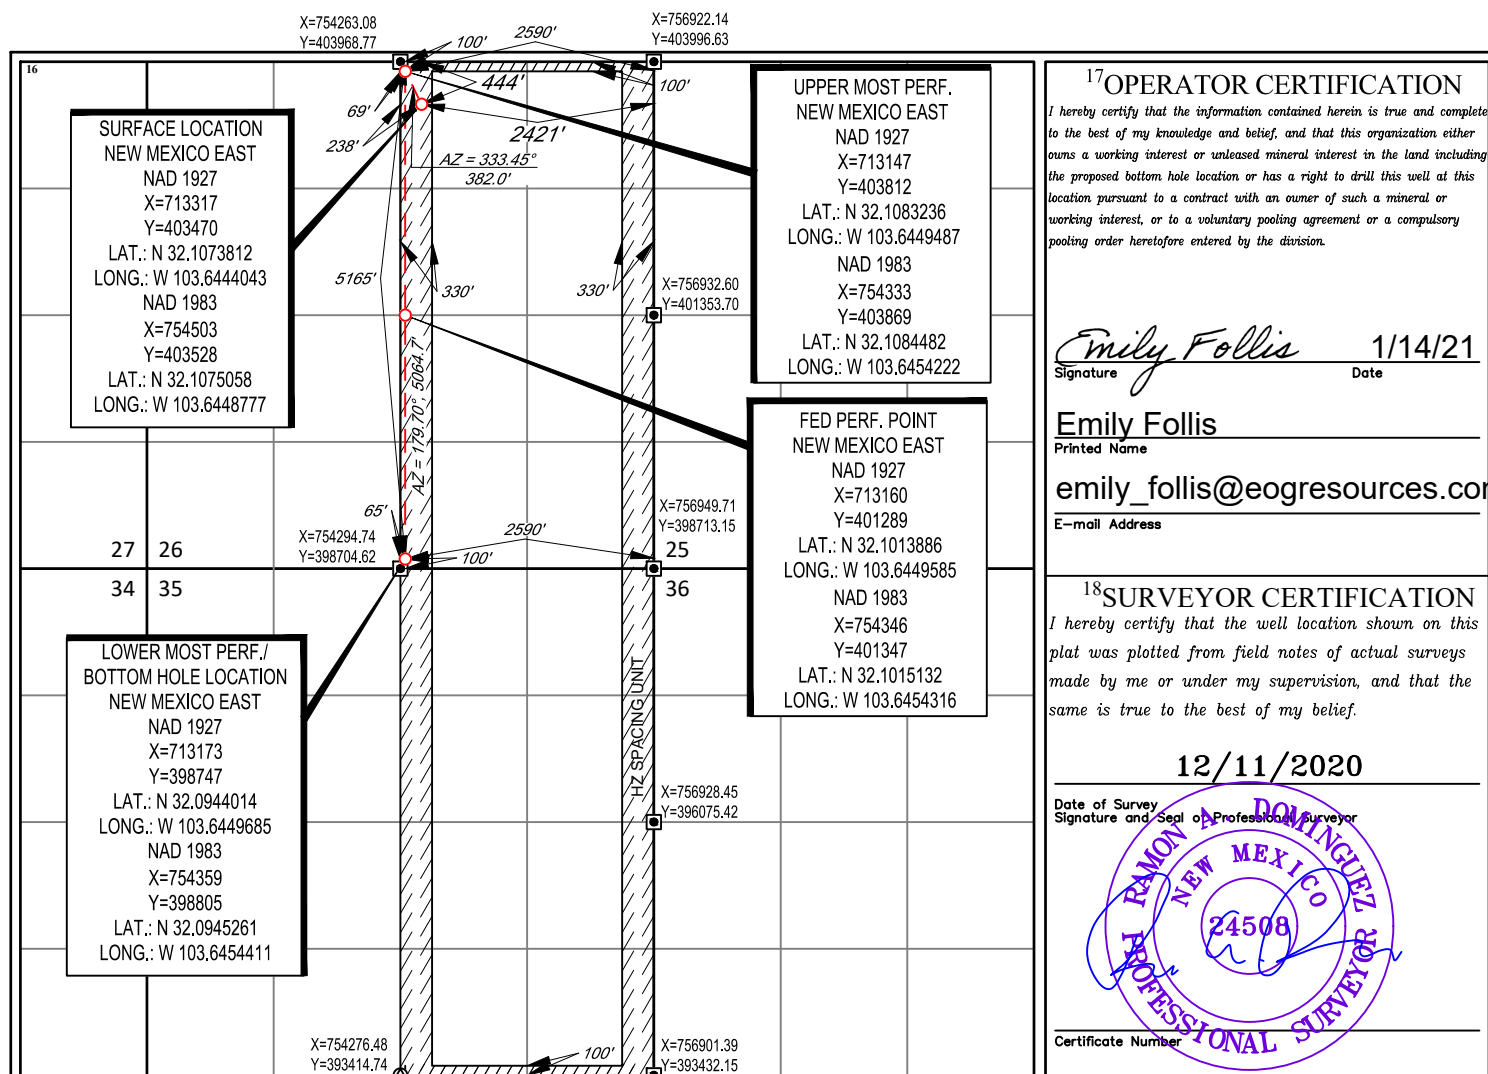 X=754263.08
Y=403968.77
X=756922.14
Y=403996.63
100'
2590'
16
444'
100'
69'
238'
2421'
AZ = 333.45°
382.0'
SURFACE LOCATION
NEW MEXICO EAST
NAD 1927
X=713317
Y=403470
LAT.: N 32.1073812
LONG.: W 103.6444043
NAD 1983
X=754503
Y=403528
LAT.: N 32.1075058
LONG.: W 103.6448777
UPPER MOST PERF.
NEW MEXICO EAST
NAD 1927
X=713147
Y=403812
LAT.: N 32.1083236
LONG.: W 103.6449487
NAD 1983
X=754333
Y=403869
LAT.: N 32.1084482
LONG.: W 103.6454222
5165'
330'
330'
X=756932.60
Y=401353.70
AZ = 179.70°, 5064.7'
FED PERF. POINT
NEW MEXICO EAST
NAD 1927
X=713160
Y=401289
LAT.: N 32.1013886
LONG.: W 103.6449585
NAD 1983
X=754346
Y=401347
LAT.: N 32.1015132
LONG.: W 103.6454316
65'
X=754294.74
Y=398704.62
2590'
100'
X=756949.71
Y=398713.15
27 26
34 35
25
36
LOWER MOST PERF./
BOTTOM HOLE LOCATION
NEW MEXICO EAST
NAD 1927
X=713173
Y=398747
LAT.: N 32.0944014
LONG.: W 103.6449685
NAD 1983
X=754359
Y=398805
LAT.: N 32.0945261
LONG.: W 103.6454411
HZ SPACING UNIT
X=756928.45
Y=396075.42
X=754276.48
Y=393414.74
100'
X=756901.39
Y=393432.15
17 OPERATOR CERTIFICATION
I hereby certify that the information contained herein is true and complete
to the best of my knowledge and belief, and that this organization either
owns a working interest or unleased mineral interest in the land including
the proposed bottom hole location or has a right to drill this well at this
location pursuant to a contract with an owner of such a mineral or
working interest, or to a voluntary pooling agreement or a compulsory
pooling order heretofore entered by the division.
Emily Follis 1/14/21
Signature Date
Emily Follis
Printed Name
emily_follis@eogresources.com
E-mail Address
18 SURVEYOR CERTIFICATION
I hereby certify that the well location shown on this
plat was plotted from field notes of actual surveys
made by me or under my supervision, and that the
same is true to the best of my belief.
12/11/2020
Date of Survey
Signature and Seal of Professional Surveyor
RAMON A. DOMINGUEZ
NEW MEXICO
24508
PROFESSIONAL SURVEYOR
Certificate Number